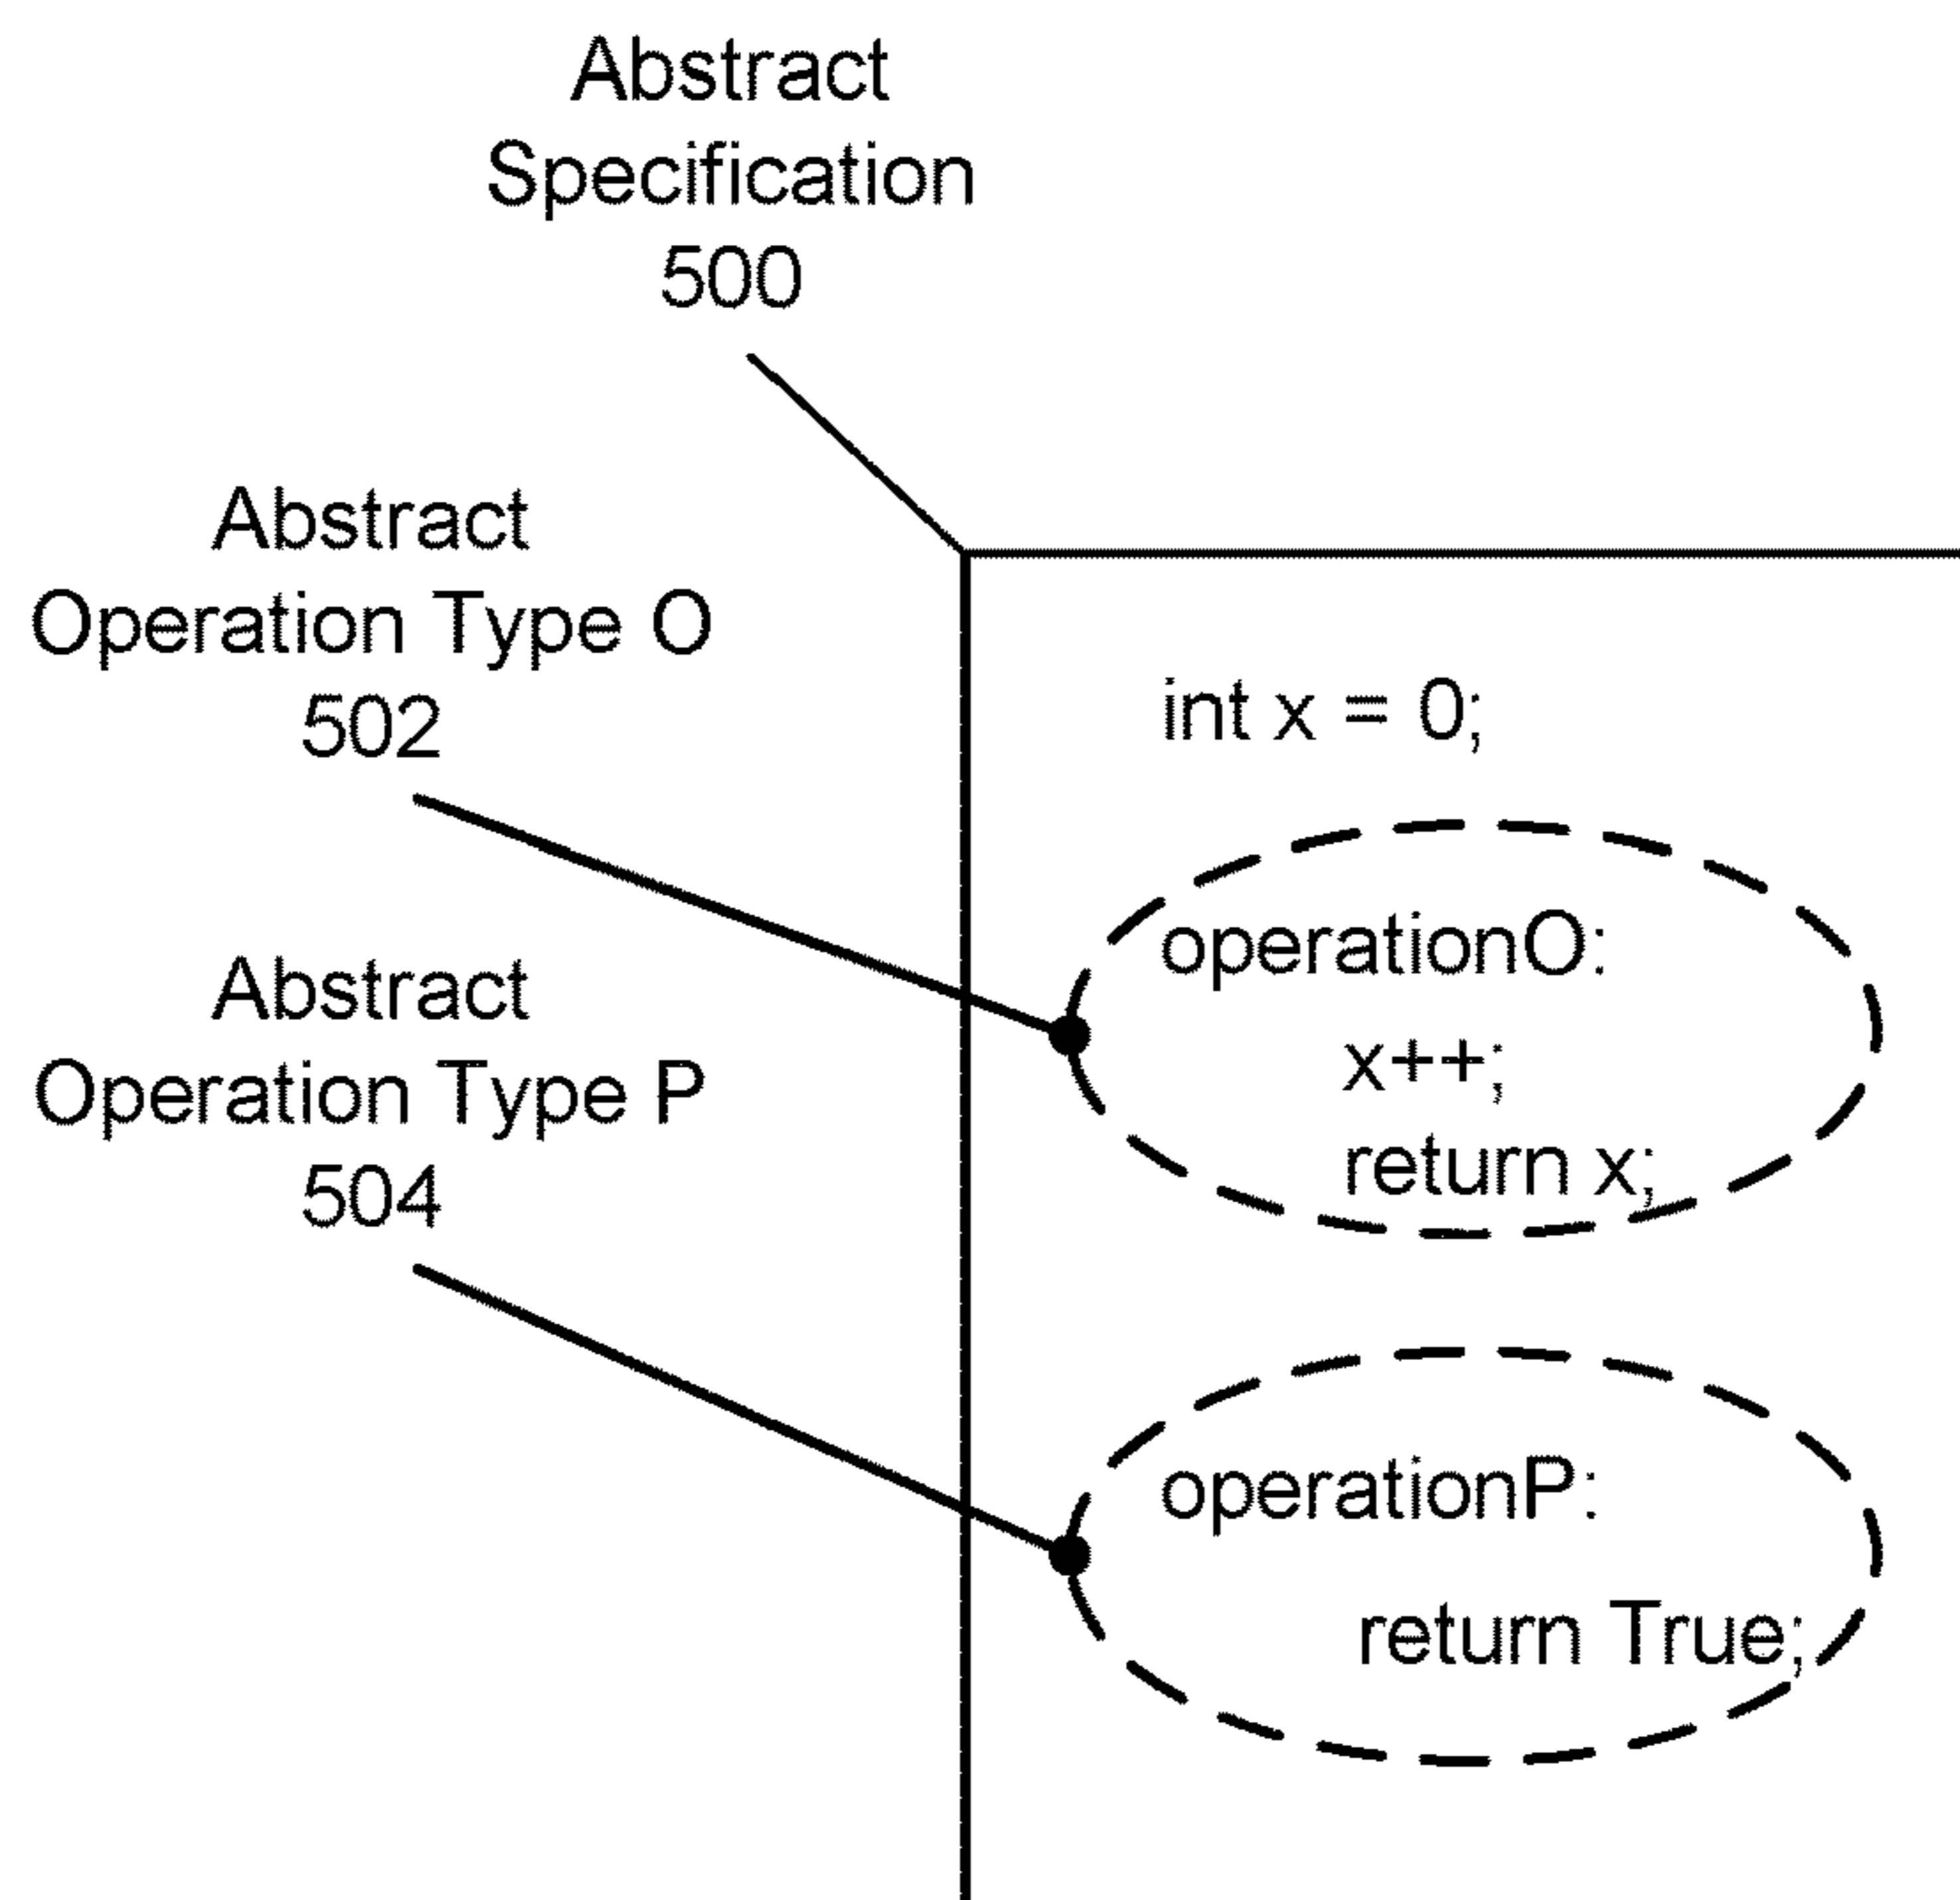 Abstract
Specification
500
Abstract
Operation Type O
502
int x = 0;
operationO:
x++;
return x;
Abstract
Operation Type P
504
operationP:
return True;